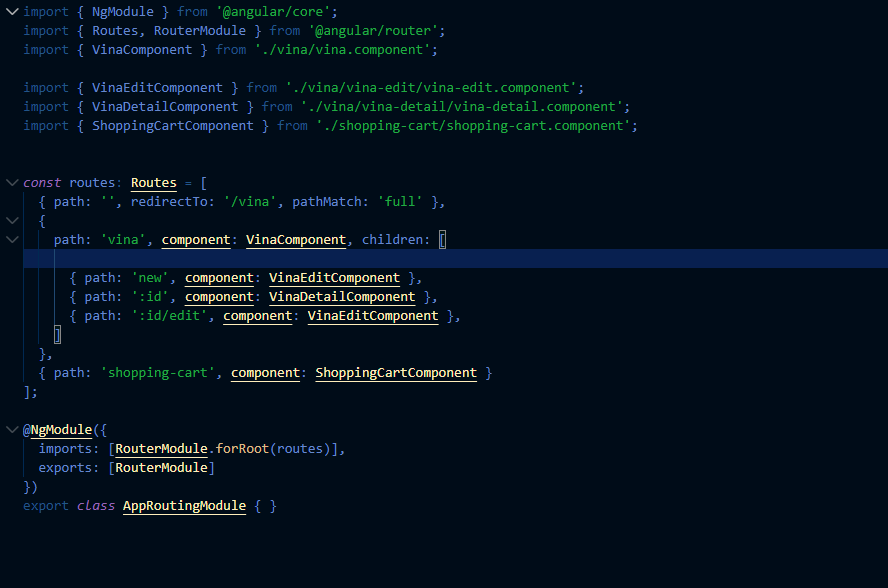 import { NgModule } from '@angular/core';
import { Routes, RouterModule } from '@angular/router';
import { VinaComponent } from './vina/vina.component';
import { VinaEditComponent } from './vina/vina-edit/vina-edit.component';
import { VinaDetailComponent } from './vina/vina-detail/vina-detail.component';
import { ShoppingCartComponent } from './shopping-cart/shopping-cart.component';
const routes: Routes = [
  { path: '', redirectTo: '/vina', pathMatch: 'full' },
  {
    path: 'vina', component: VinaComponent, children: [
      { path: 'new', component: VinaEditComponent },
      { path: ':id', component: VinaDetailComponent },
      { path: ':id/edit', component: VinaEditComponent },
    ]
  },
  { path: 'shopping-cart', component: ShoppingCartComponent }
];
@NgModule({
  imports: [RouterModule.forRoot(routes)],
  exports: [RouterModule]
})
export class AppRoutingModule { }